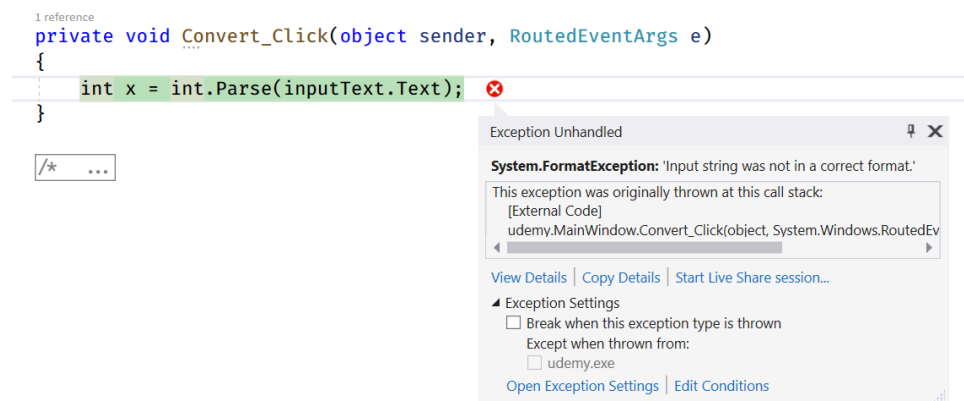 1 reference
private void Convert_Click(object sender, RoutedEventArgs e)
{
int x = int.Parse(inputText.Text);
}
/* ...
Exception Unhandled
System.FormatException: 'Input string was not in a correct format.'
This exception was originally thrown at this call stack:
[External Code]
udemy.MainWindow.Convert_Click(object, System.Windows.RoutedEv
View Details | Copy Details | Start Live Share session...
Exception Settings
Break when this exception type is thrown
Except when thrown from:
udemy.exe
Open Exception Settings | Edit Conditions